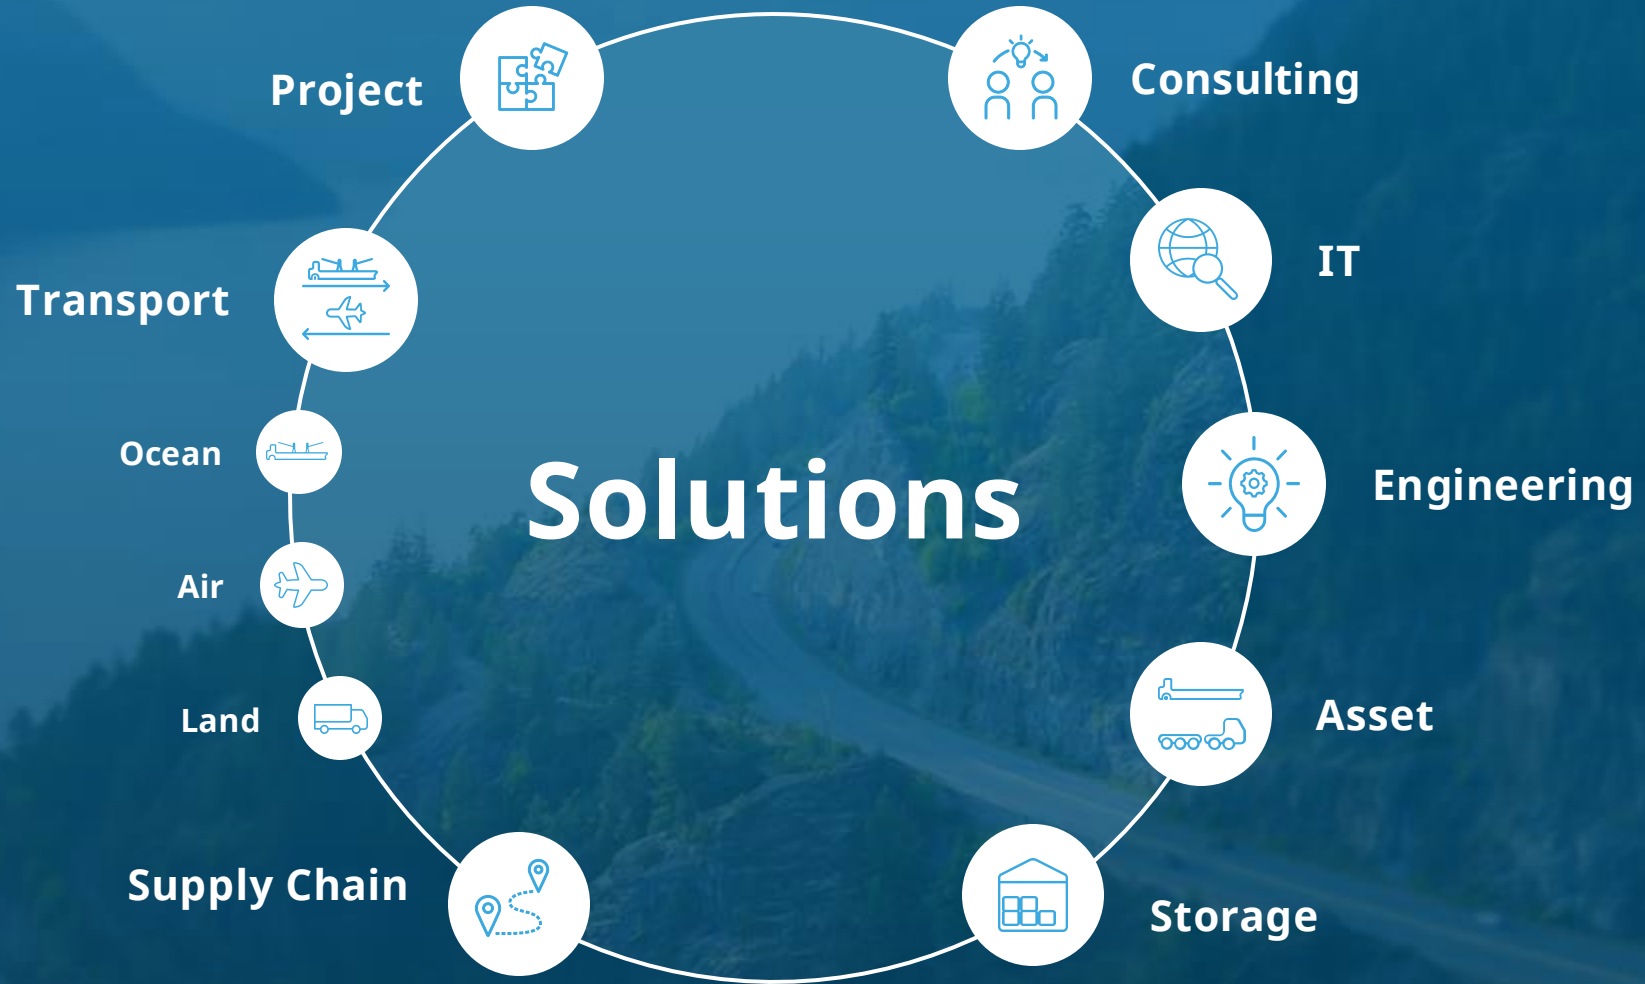 Project
Consulting
IT
Transport
Ocean
Solutions
Engineering
Air
Land
Asset
Supply Chain
Storage